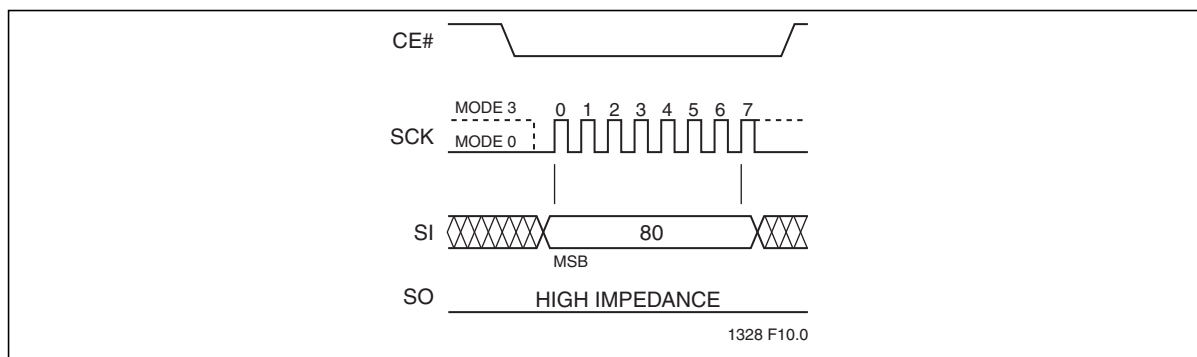 CE#
MODE 3
0 1 2 3 4 5 6 7
SCK
MODE 0
SI
80
MSB
SO
HIGH IMPEDANCE
1328 F10.0